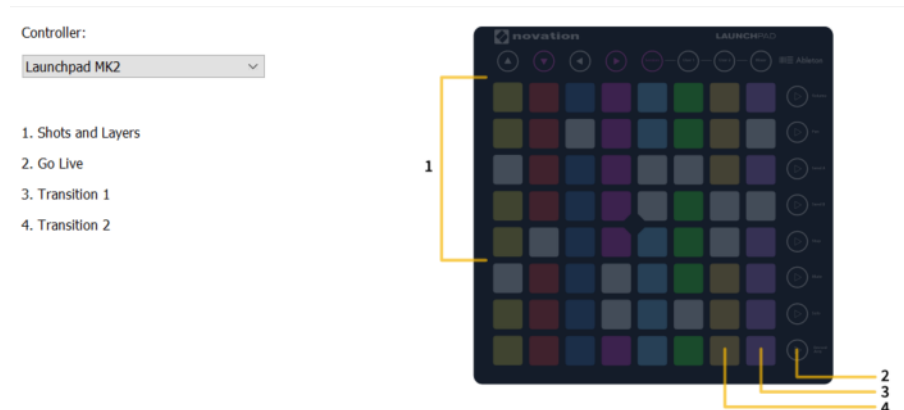 Controller:
Launchpad MK2
1. Shots and Layers
2. Go Live
3. Transition 1
4. Transition 2
novation
LAUNCHPAD
Ableton
1
2
3
4